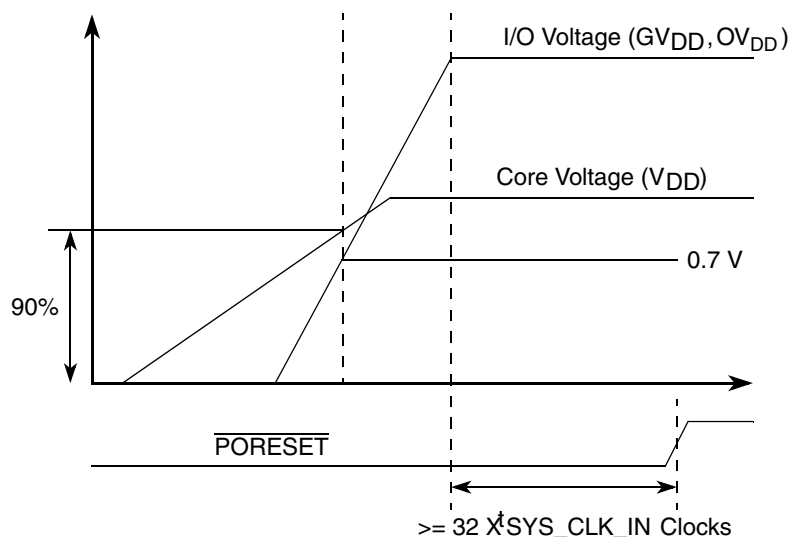 I/O Voltage (GVDD, OVDD)
Core Voltage (VDD)
0.7 V
90%
PORESET
>= 32 X tSYS_CLK_IN Clocks